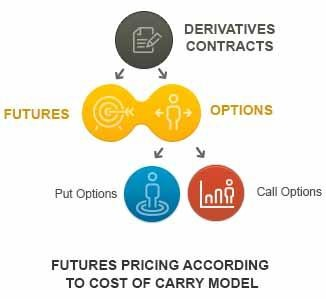 DERIVATIVES
CONTRACTS
FUTURES
OPTIONS
Put Options
Call Options
FUTURES PRICING ACCORDING
TO COST OF CARRY MODEL